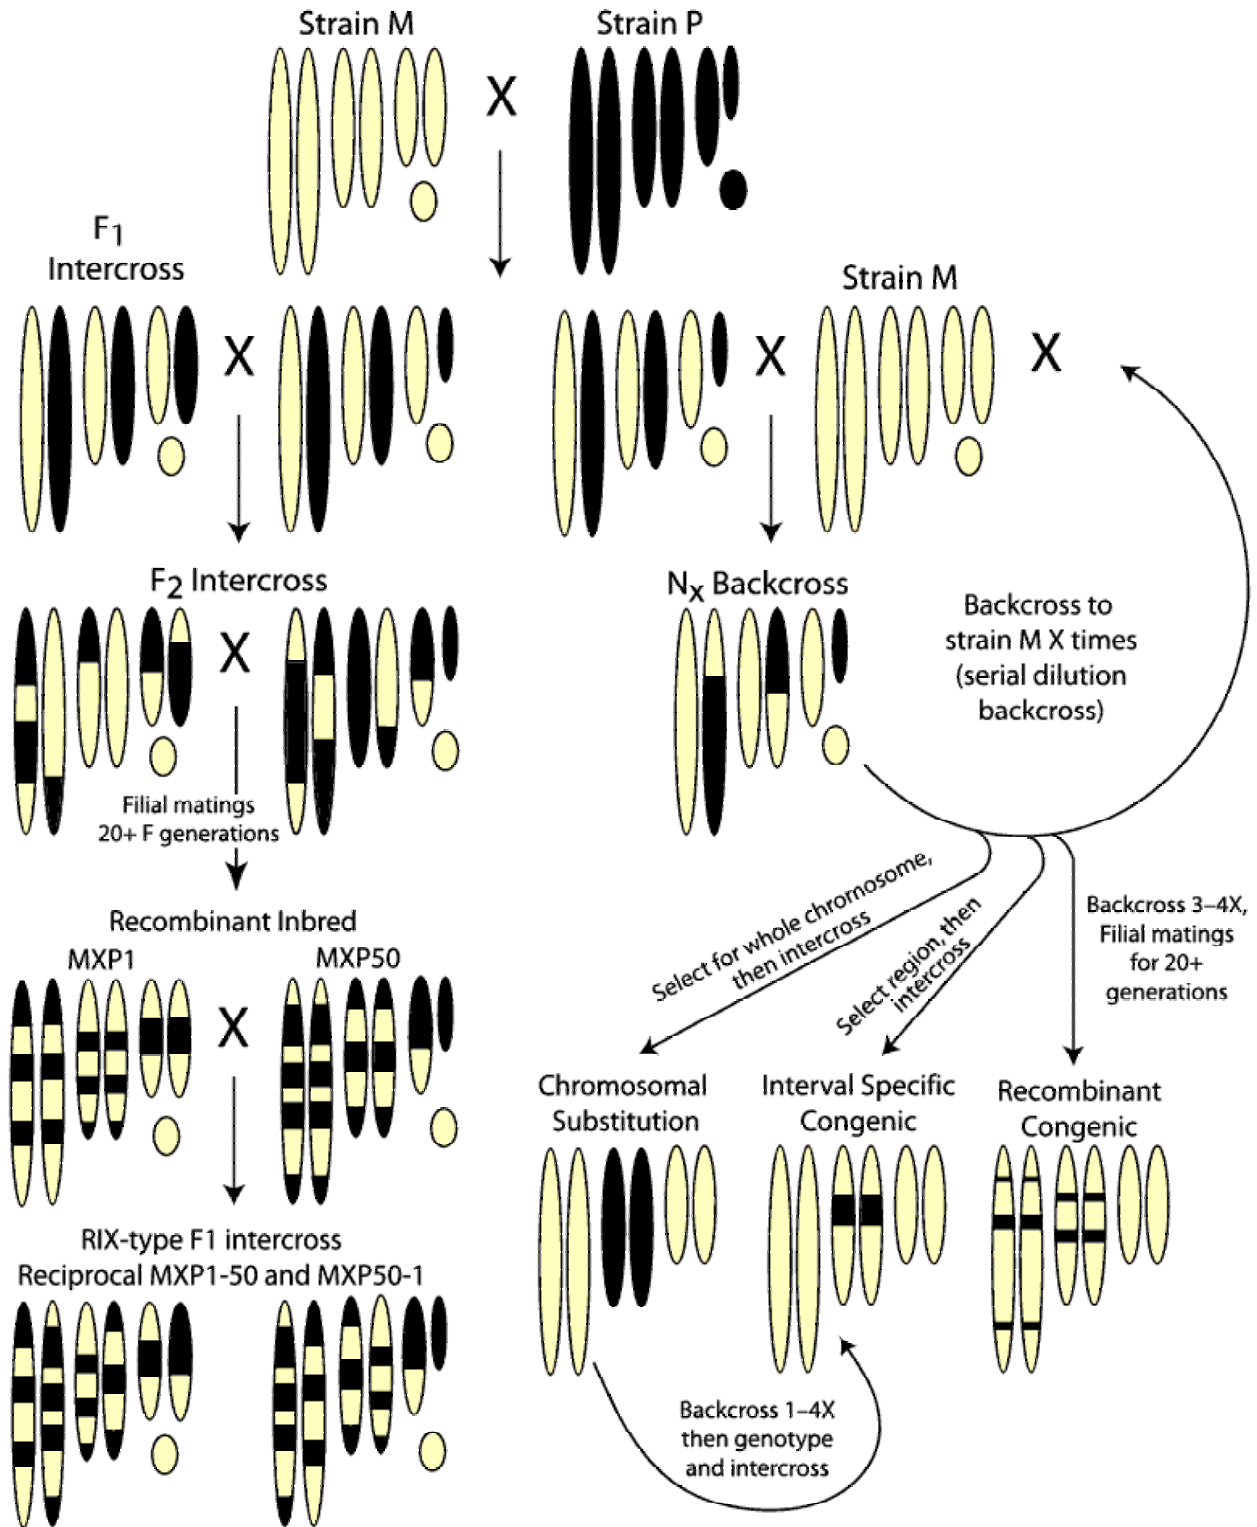 Strain M
Strain P
X
F1
Intercross
Strain M
X
X
X
F2 Intercross
NX Backcross
X
Backcross to
strain M X times
(serial dilution
backcross)
Filial matings
20+ F generations
Select for whole chromosome,
then intercross
Select region, then
intercross
Backcross 3–4X,
Filial matings
for 20+
generations
Recombinant Inbred
MXP1
MXP50
X
Chromosomal
Substitution
Interval Specific
Congenic
Recombinant
Congenic
RIX-type F1 intercross
Reciprocal MXP1-50 and MXP50-1
Backcross 1–4X
then genotype
and intercross